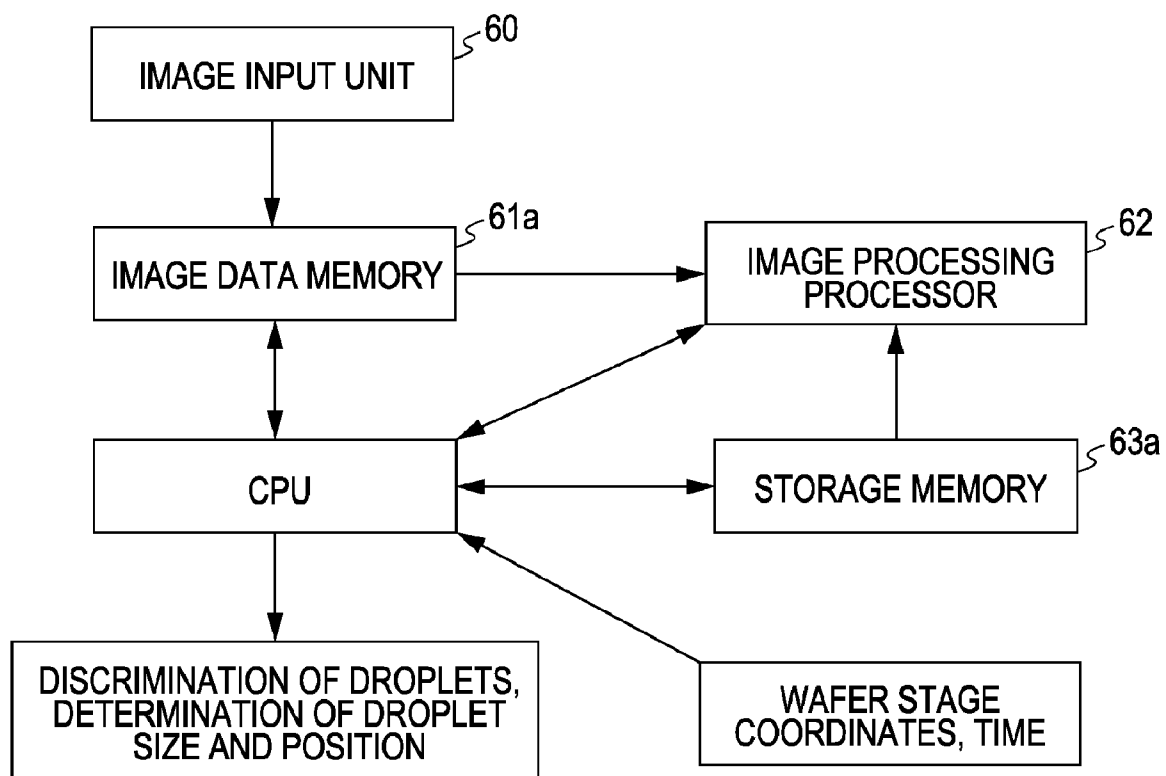 60
IMAGE INPUT UNIT
61a
IMAGE DATA MEMORY
62
IMAGE PROCESSING
PROCESSOR
CPU
63a
STORAGE MEMORY
DISCRIMINATION OF DROPLETS,
DETERMINATION OF DROPLET
SIZE AND POSITION
WAFER STAGE
COORDINATES, TIME